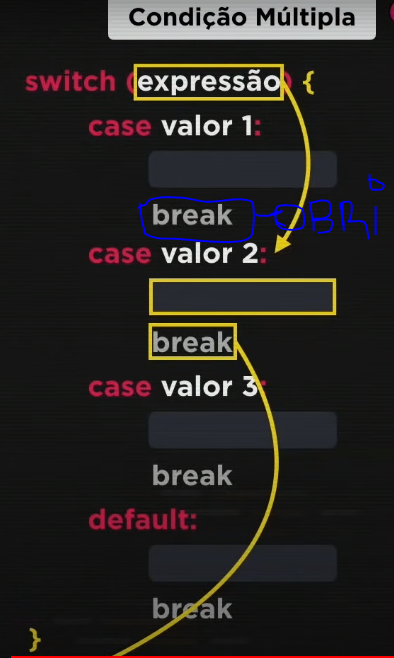 Condição Múltipla
switch (expressão) {
case valor 1:
break OBRI
case valor 2:
break
case valor 3:
break
default:
break
}